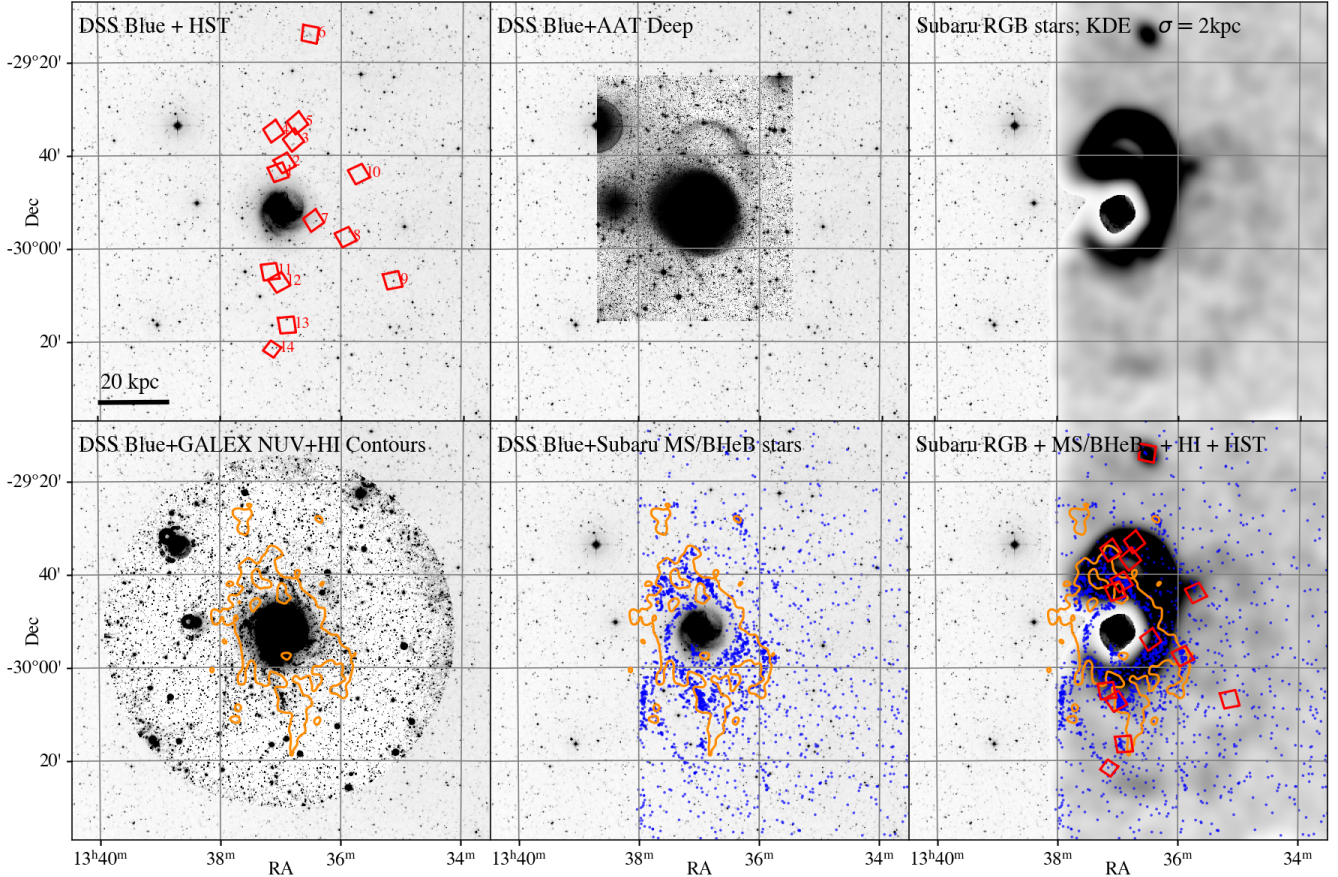 DSS Blue + HST
DSS Blue+AAT Deep
Subaru RGB stars; KDE σ = 2kpc
6
-29°20'
5
4
3
40'
2
1
10
Dec
7
8
-30°00'
11
12
9
13
20'
14
20 kpc
DSS Blue+GALEX NUV+HI Contours
DSS Blue+Subaru MS/BHeB stars
Subaru RGB + MS/BHeB + HI + HST
-29°20'
40'
Dec
-30°00'
20'
13ʰ40ᵐ 38ᵐ 36ᵐ 34ᵐ
38ᵐ 36ᵐ
13ʰ40ᵐ 38ᵐ 36ᵐ 34ᵐ
RA
RA
RA